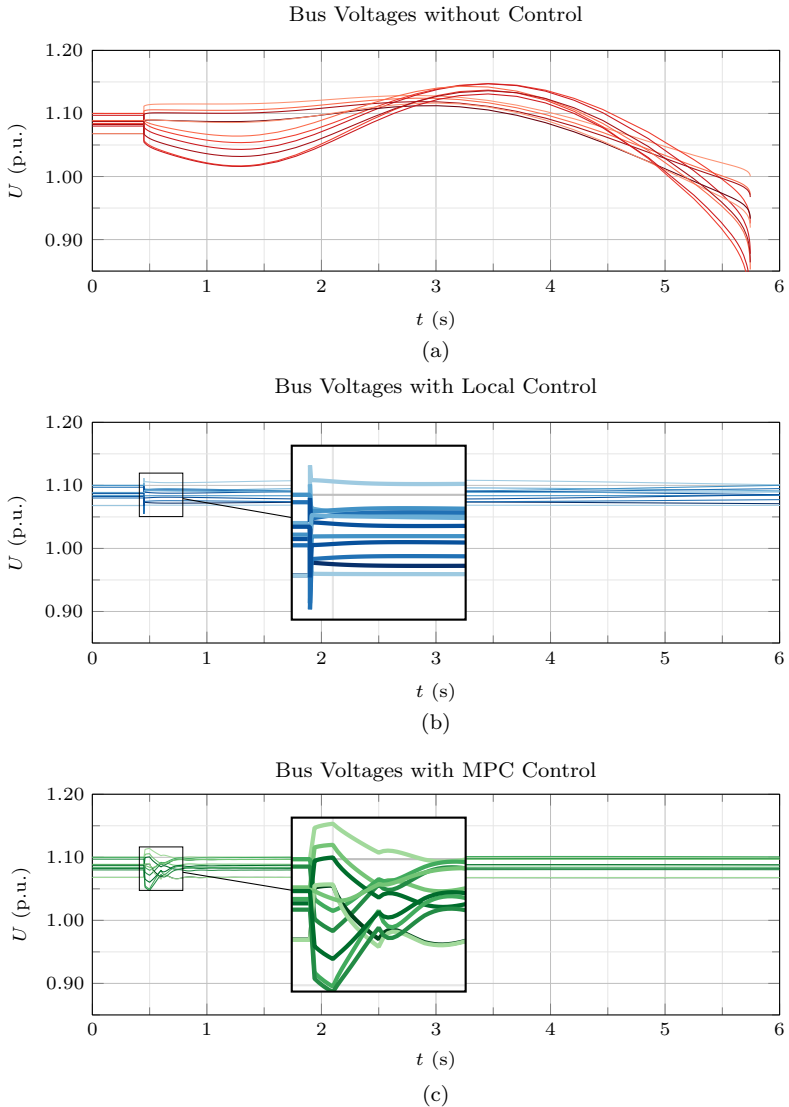 Bus Voltages without Control
1.20
1.10
1.00
0.90
U (p.u.)
0 1 2 3 4 5 6
t (s)
(a)
Bus Voltages with Local Control
1.20
1.10
1.00
0.90
U (p.u.)
0 1 2 3 4 5 6
t (s)
(b)
Bus Voltages with MPC Control
1.20
1.10
1.00
0.90
U (p.u.)
0 1 2 3 4 5 6
t (s)
(c)